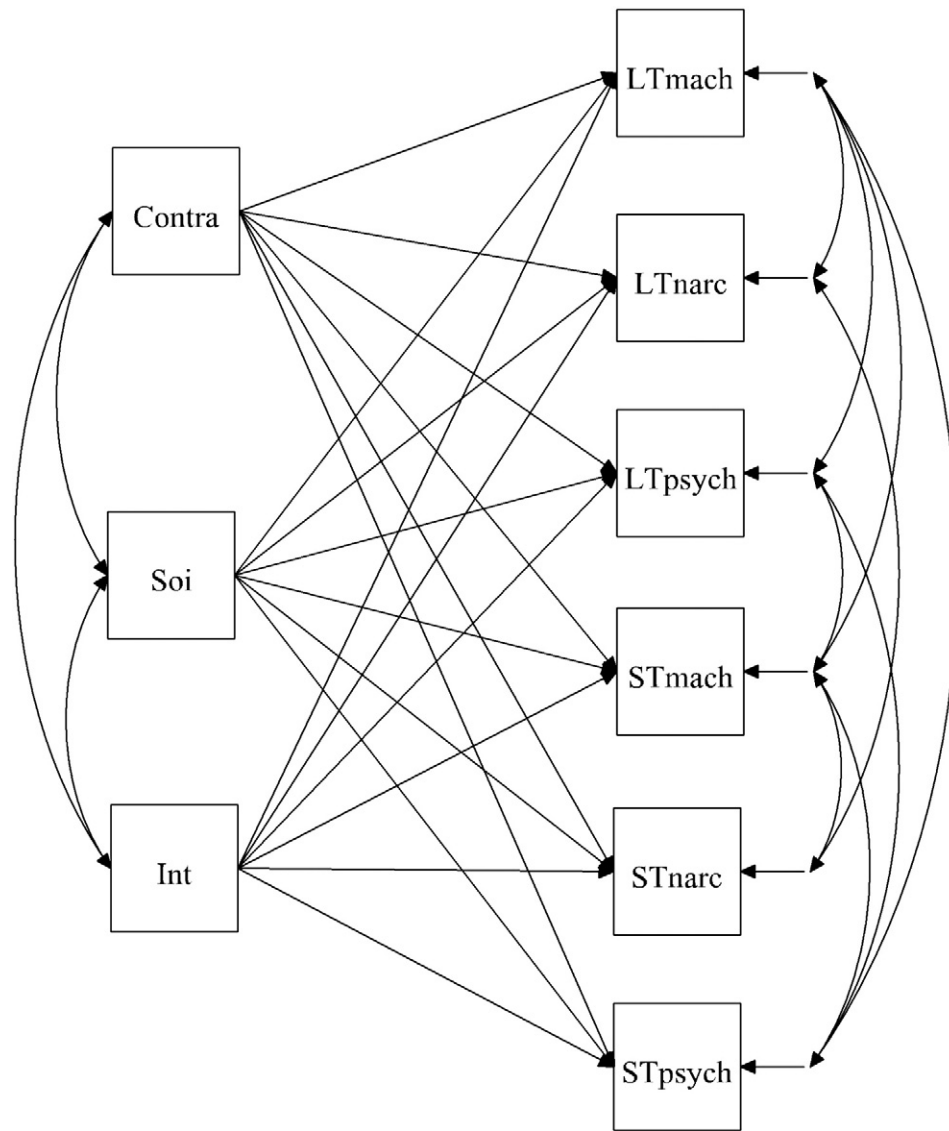 LTmach
Contra
LTnarc
LTpsych
Soi
STmach
Int
STnarc
STpsych